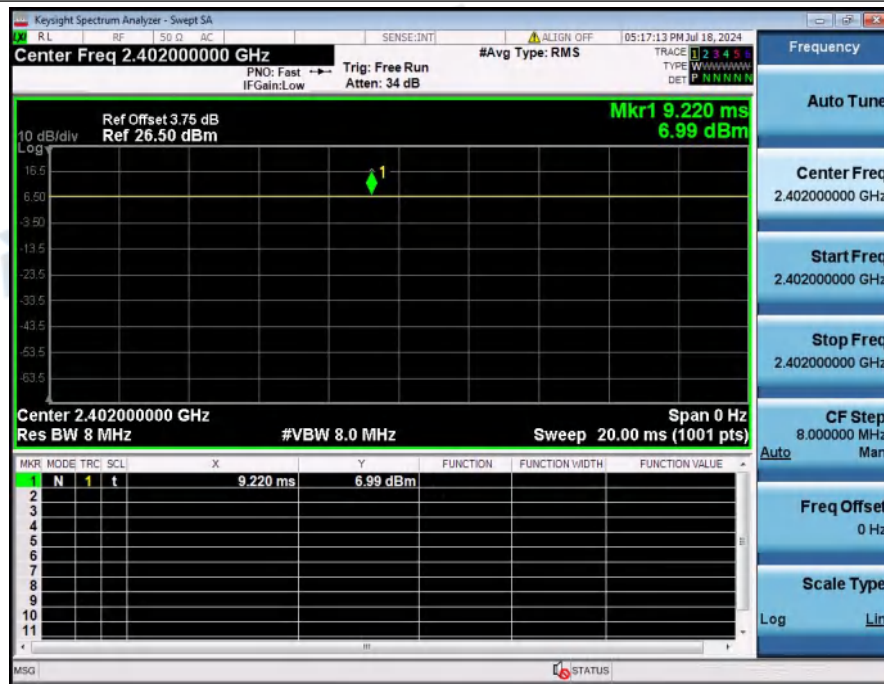 Keysight Spectrum Analyzer - Swept SA
LXI RL RF 50 Ω AC SENSE:INT ALIGN OFF 05:17:13 PM Jul 18, 2024
Center Freq 2.402000000 GHz #Avg Type: RMS TRACE 1 2 3 4 5 6
PNO: Fast Trig: Free Run TYPE WWWWWW
IFGain:Low Atten: 34 dB DET P NNNNN
Mkr1 9.220 ms
Ref Offset 3.75 dB 6.99 dBm
10 dB/div Ref 26.50 dBm
Log
1
16.5
6.50
-3.50
-13.5
-23.5
-33.5
-43.5
-53.5
-63.5
Center 2.402000000 GHz Span 0 Hz
Res BW 8 MHz #VBW 8.0 MHz Sweep 20.00 ms (1001 pts)
MKR MODE TRC SCL X Y FUNCTION FUNCTION WIDTH FUNCTION VALUE
1 N 1 t 9.220 ms 6.99 dBm
2
3
4
5
6
7
8
9
10
11
MSG STATUS
Frequency
Auto Tune
Center Freq
2.402000000 GHz
Start Freq
2.402000000 GHz
Stop Freq
2.402000000 GHz
CF Step
8.000000 MHz
Auto Man
Freq Offset
0 Hz
Scale Type
Log Lin